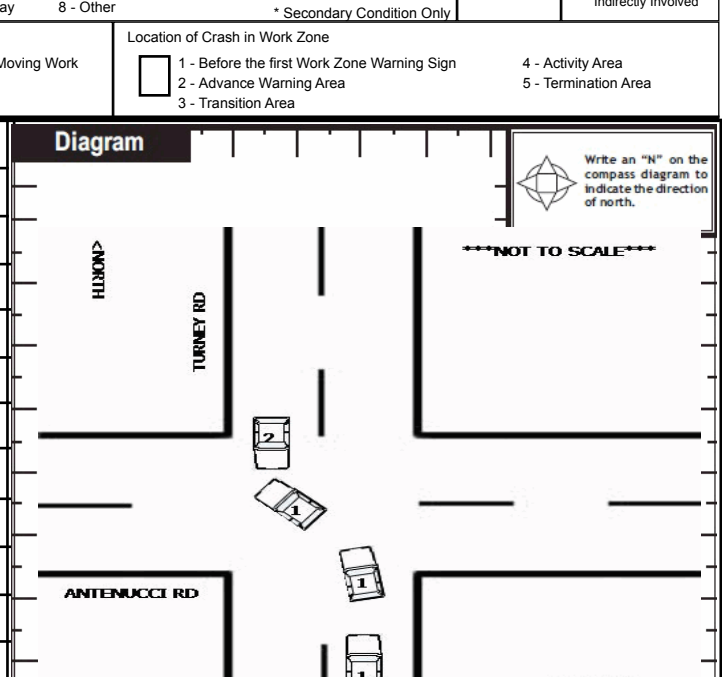 ay 8 - Other
* Secondary Condition Only
Indirectly Involved
Moving Work
Location of Crash in Work Zone
1 - Before the first Work Zone Warning Sign
2 - Advance Warning Area
3 - Transition Area
4 - Activity Area
5 - Termination Area
Diagram
Write an “N” on the
compass diagram to
indicate the direction
of north.
<NORTH
***NOT TO SCALE***
TURNEY RD
2
1
1
ANTENUCCI RD
1